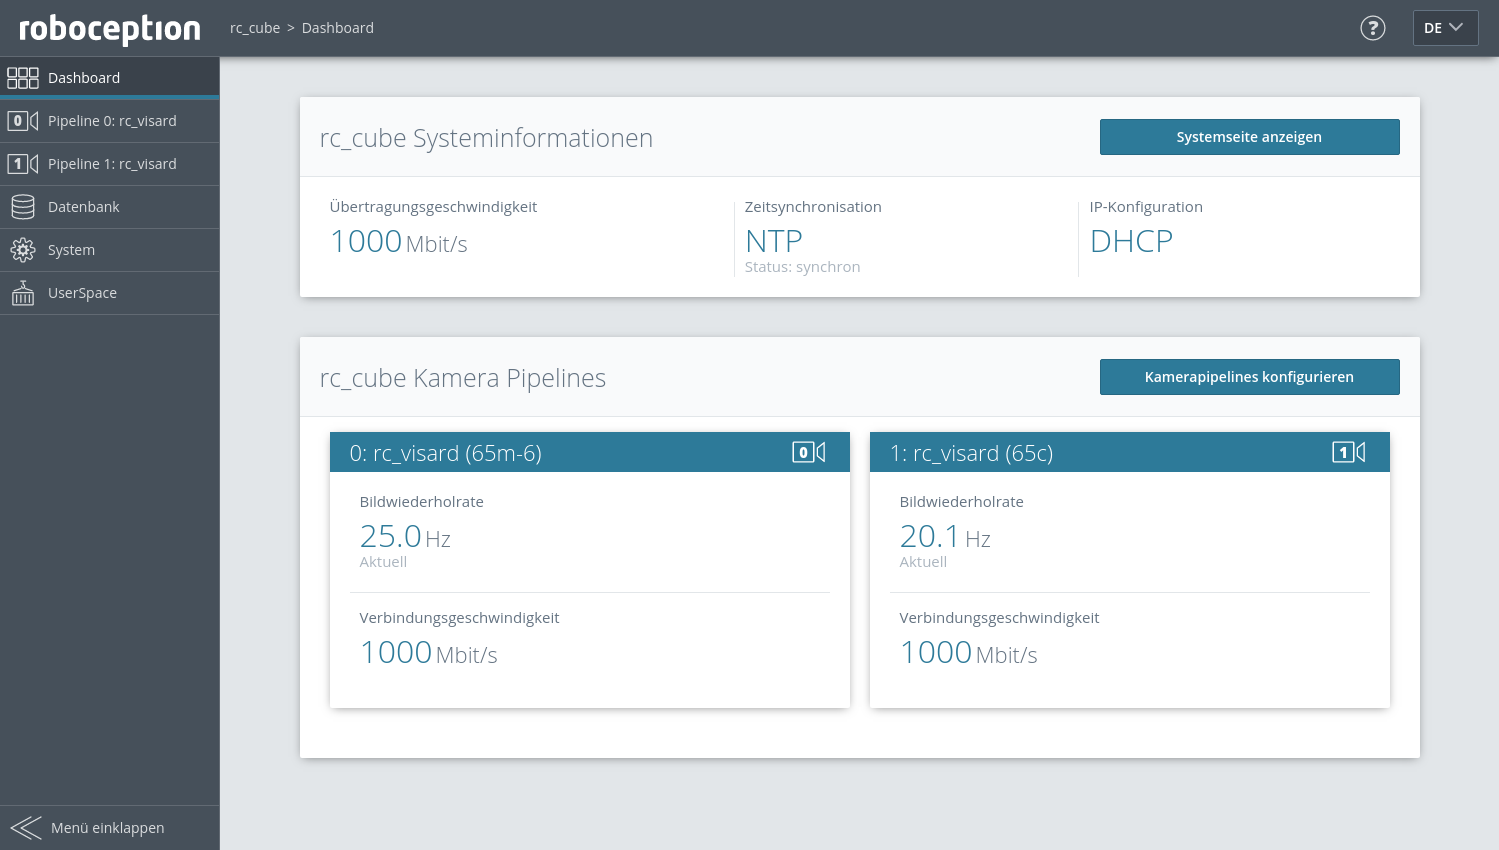 roboception
rc_cube > Dashboard
?
DE
Dashboard
0 Pipeline 0: rc_visard
1 Pipeline 1: rc_visard
Datenbank
System
UserSpace
Menü einklappen
rc_cube Systeminformationen
Systemseite anzeigen
Übertragungsgeschwindigkeit
1000 Mbit/s
Zeitsynchronisation
NTP
Status: synchron
IP-Konfiguration
DHCP
rc_cube Kamera Pipelines
Kamerapipelines konfigurieren
0: rc_visard (65m-6) 0
Bildwiederholrate
25.0 Hz
Aktuell
Verbindungsgeschwindigkeit
1000 Mbit/s
1: rc_visard (65c) 1
Bildwiederholrate
20.1 Hz
Aktuell
Verbindungsgeschwindigkeit
1000 Mbit/s